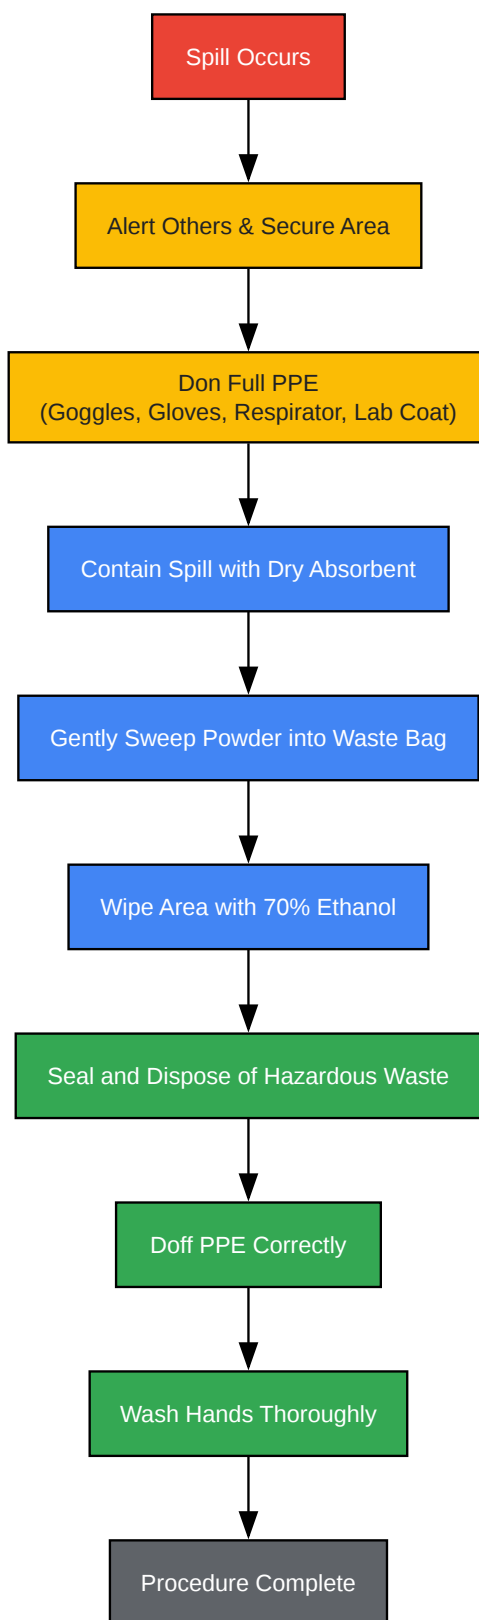 Spill Occurs
Alert Others & Secure Area
Don Full PPE
(Goggles, Gloves, Respirator, Lab Coat)
Contain Spill with Dry Absorbent
Gently Sweep Powder into Waste Bag
Wipe Area with 70% Ethanol
Seal and Dispose of Hazardous Waste
Doff PPE Correctly
Wash Hands Thoroughly
Procedure Complete